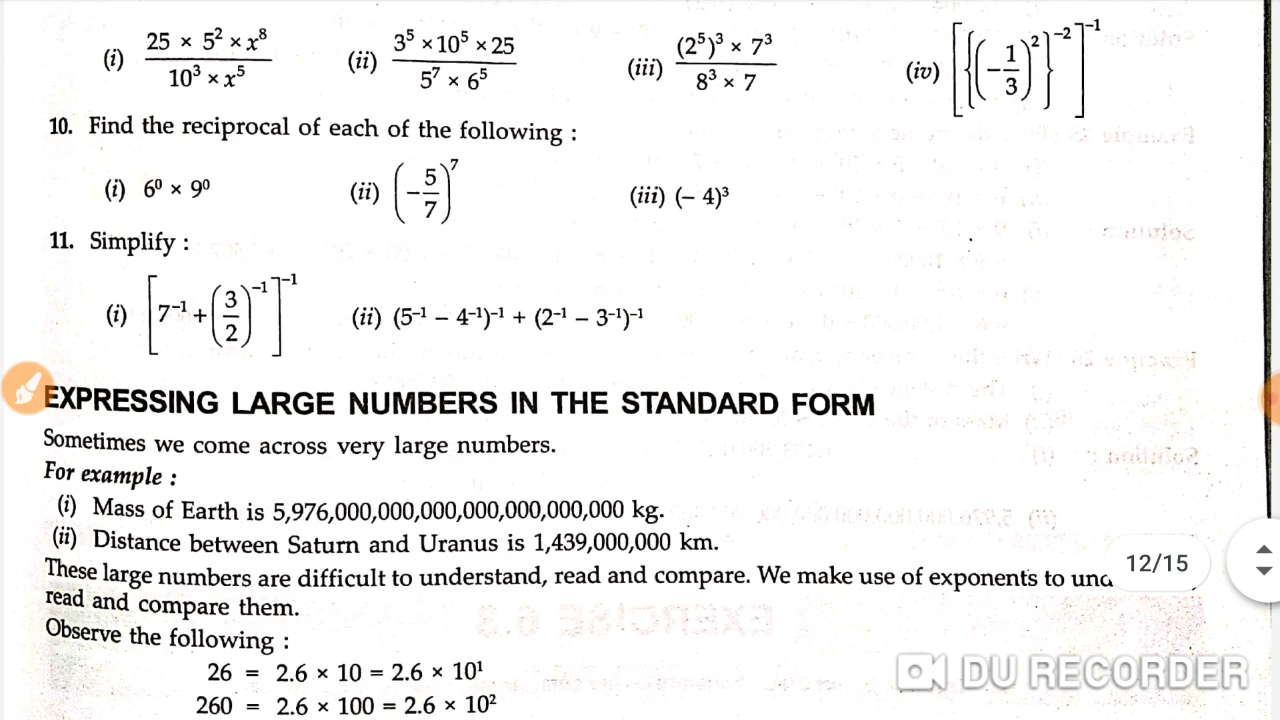 (i) 25 × 5² × x⁸ / 10³ × x⁵ (ii) 3⁵ × 10⁵ × 25 / 5⁷ × 6⁵ (iii) (2⁵)³ × 7³ / 8³ × 7 (iv) [{(−1/3)²}⁻²]⁻¹
10. Find the reciprocal of each of the following :
(i) 6⁰ × 9⁰ (ii) (−5/7)⁷ (iii) (− 4)³
11. Simplify :
(i) [7⁻¹ + (3/2)⁻¹]⁻¹ (ii) (5⁻¹ − 4⁻¹)⁻¹ + (2⁻¹ − 3⁻¹)⁻¹
EXPRESSING LARGE NUMBERS IN THE STANDARD FORM
Sometimes we come across very large numbers.
For example :
(i) Mass of Earth is 5,976,000,000,000,000,000,000,000 kg.
(ii) Distance between Saturn and Uranus is 1,439,000,000 km.
These large numbers are difficult to understand, read and compare. We make use of exponents to
12/15
read and compare them.
Observe the following :
26 = 2.6 × 10 = 2.6 × 10¹
260 = 2.6 × 100 = 2.6 × 10²
DU RECORDER